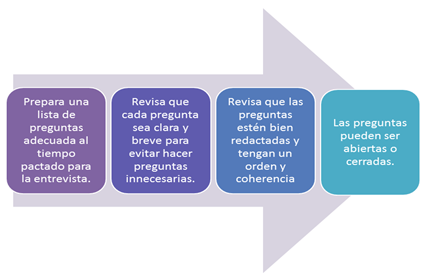 Prepara una
lista de
preguntas
adecuada al
tiempo
pactado para
la entrevista.
Revisa que
cada pregunta
sea clara y
breve para
evitar hacer
preguntas
innecesarias.
Revisa que las
preguntas
estén bien
redactadas y
tengan un
orden y
coherencia
Las preguntas
pueden ser
abiertas o
cerradas.